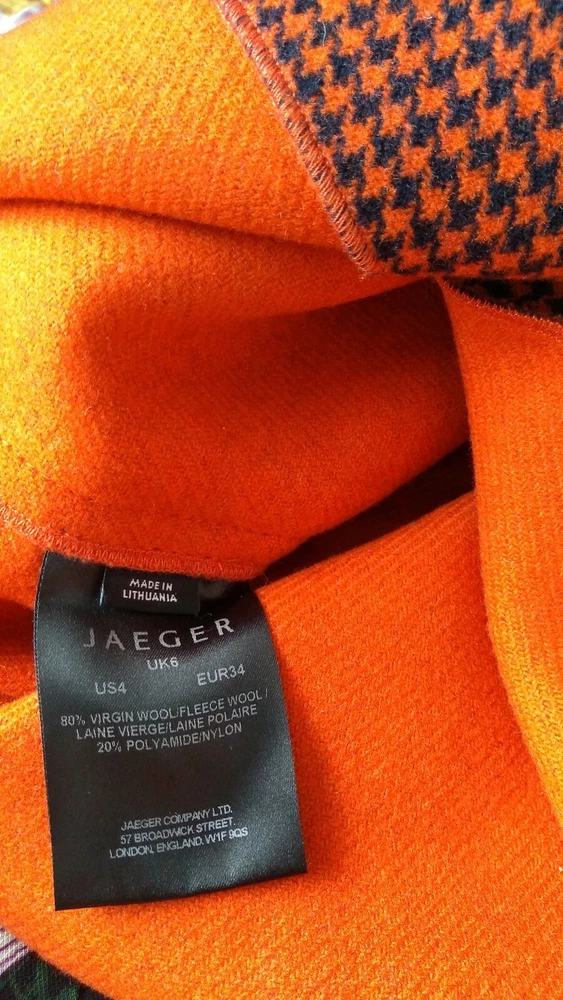 MADE IN
LITHUANIA
JAEGER
UK6
US4 EUR34
80% VIRGIN WOOL/FLEECE WOOL/
LAINE VIERGE/LAINE POLAIRE
20% POLYAMIDE/NYLON
JAEGER COMPANY LTD.
57 BROADWICK STREET.
LONDON, ENGLAND. W1F 9QS